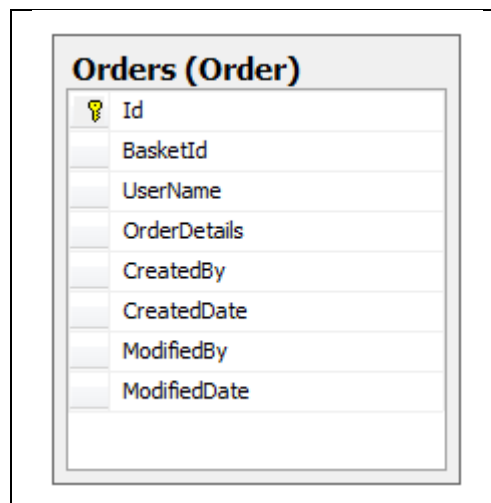 Orders (Order)
Id
BasketId
UserName
OrderDetails
CreatedBy
CreatedDate
ModifiedBy
ModifiedDate